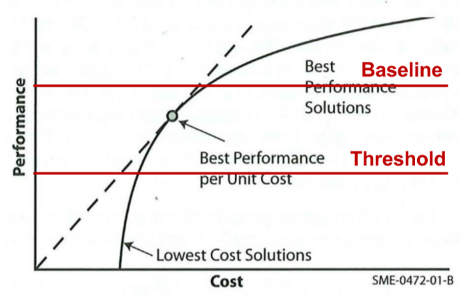 Best
Performance
Solutions
Baseline
Performance
Best Performance
per Unit Cost
Threshold
Lowest Cost Solutions
Cost
SME-0472-01-B